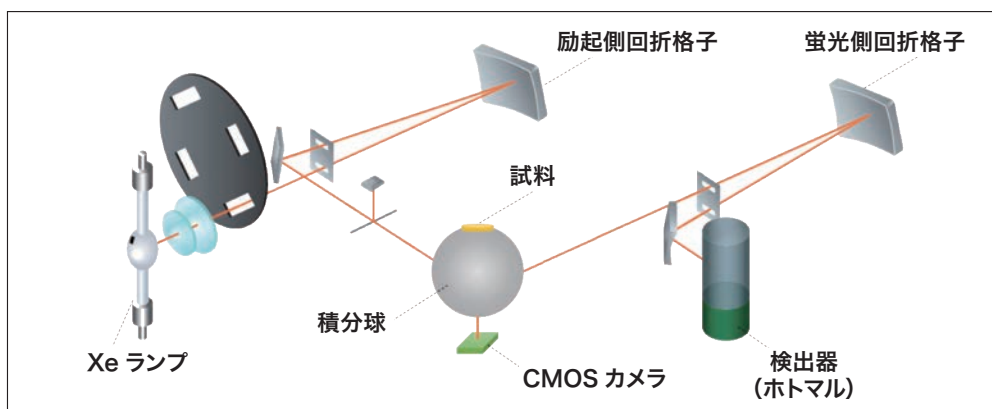 励起側回折格子
蛍光側回折格子
試料
積分球
Xe ランプ
CMOS カメラ
検出器
(ホトマル)